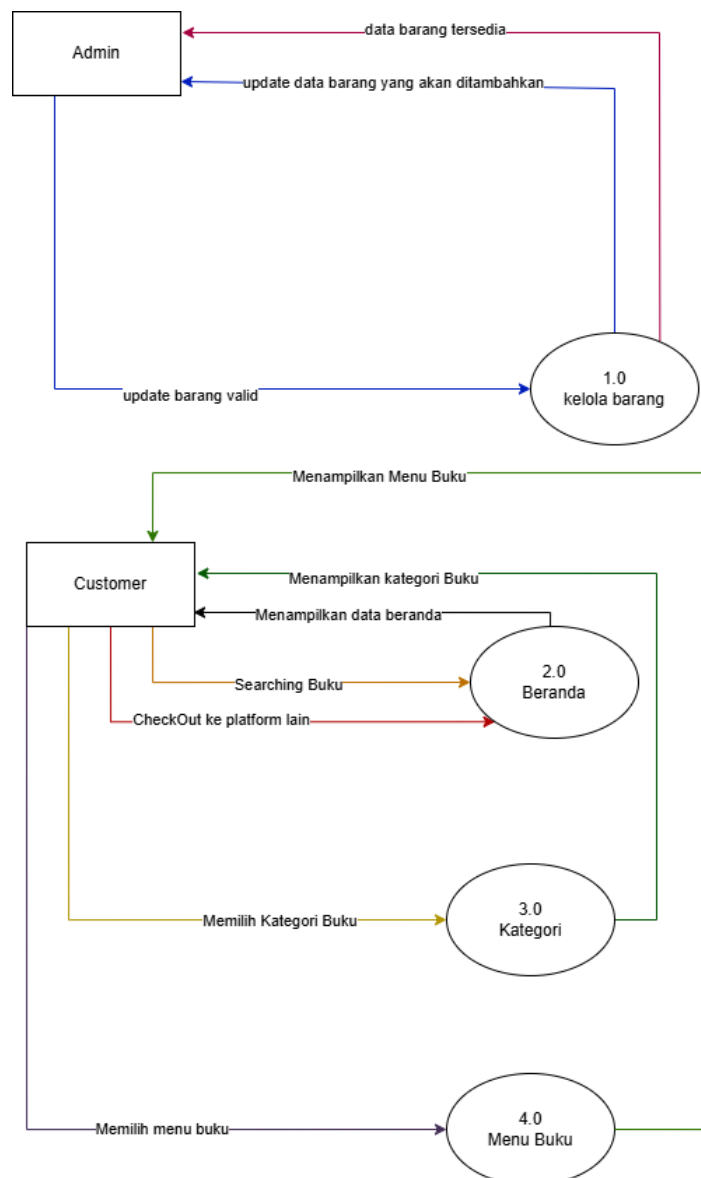 data barang tersedia
Admin
update data barang yang akan ditambahkan
1.0
kelola barang
update barang valid
Menampilkan Menu Buku
Customer
Menampilkan kategori Buku
Menampilkan data beranda
2.0
Beranda
Searching Buku
CheckOut ke platform lain
3.0
Kategori
Memilih Kategori Buku
4.0
Menu Buku
Memilih menu buku